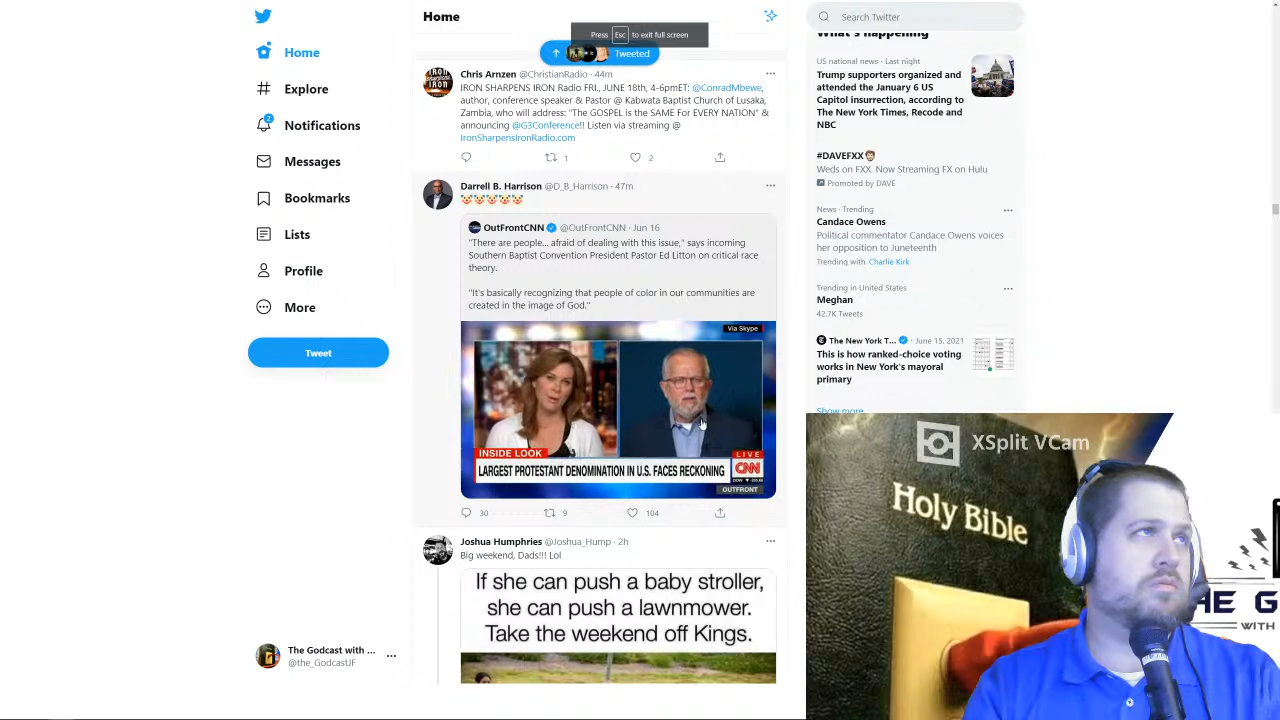 Home
Explore
Notifications
2
Messages
Bookmarks
Lists
Profile
More
Tweet
The Godcast with ...
@the_GodcastJF
Home
Press Esc to exit full screen
Tweeted
Chris Arnzen @ChristianRadio · 44m
IRON SHARPENS IRON Radio FRI., JUNE 18th, 4-6pmET: @ConradMbewe,
author, conference speaker & Pastor @ Kabwata Baptist Church of Lusaka,
Zambia, who will address: "The GOSPEL is the SAME For EVERY NATION" &
announcing @G3Conference!! Listen via streaming @
IronSharpensIronRadio.com
1
2
Darrell B. Harrison @D_B_Harrison · 47m
🤡🤡🤡🤡🤡
OutFrontCNN @OutFrontCNN · Jun 16
"There are people... afraid of dealing with this issue," says incoming
Southern Baptist Convention President Pastor Ed Litton on critical race
theory.
"It's basically recognizing that people of color in our communities are
created in the image of God."
Via Skype
INSIDE LOOK
LIVE
LARGEST PROTESTANT DENOMINATION IN U.S. FACES RECKONING
CNN
OUTFRONT
30
9
104
Joshua Humphries @Joshua_Hump · 2h
Big weekend, Dads!!! Lol
If she can push a baby stroller,
she can push a lawnmower.
Take the weekend off Kings.
Search Twitter
What's happening
US national news · Last night
Trump supporters organized and
attended the January 6 US
Capitol insurrection, according to
The New York Times, Recode and
NBC
#DAVEFXX
Weds on FXX. Now Streaming FX on Hulu
Promoted by DAVE
News · Trending
Candace Owens
Political commentator Candace Owens voices
her opposition to Juneteenth
Trending with Charlie Kirk
Trending in United States
Meghan
42.7K Tweets
The New York T... · June 15, 2021
This is how ranked-choice voting
works in New York's mayoral
primary
Show more
XSplit VCam
Holy Bible
HE G
WITH